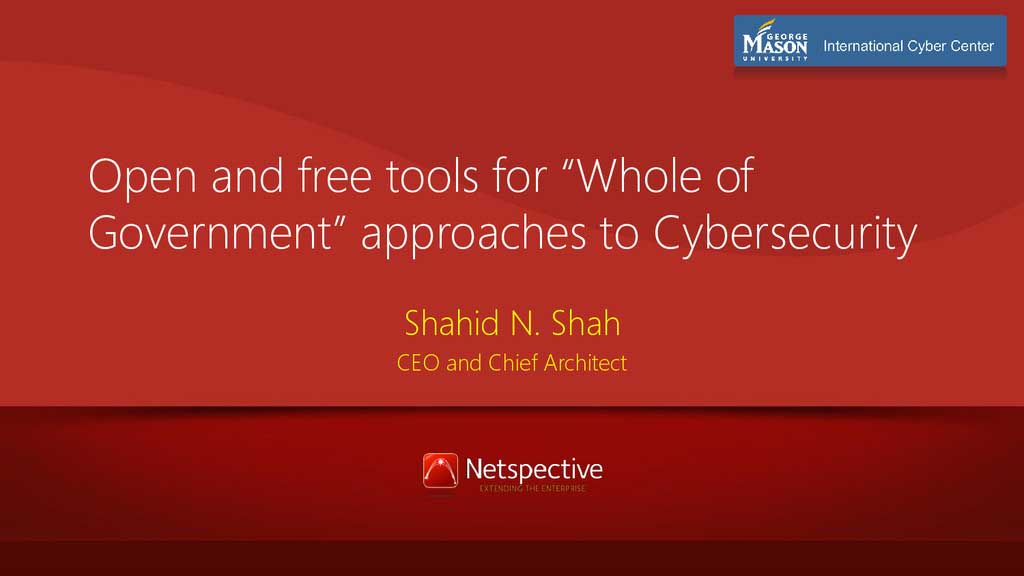 GEORGE
MASON
UNIVERSITY
International Cyber Center
Open and free tools for “Whole of
Government” approaches to Cybersecurity
Shahid N. Shah
CEO and Chief Architect
Netspective
EXTENDING THE ENTERPRISE